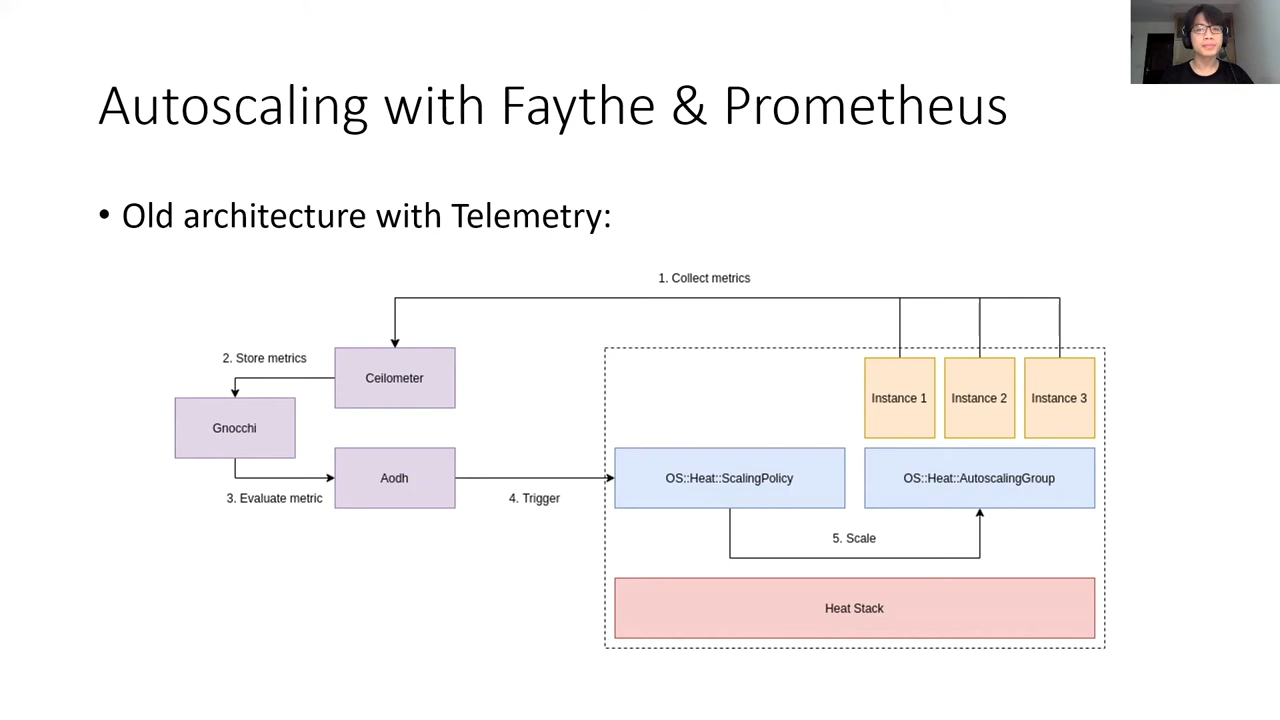 Autoscaling with Faythe & Prometheus
• Old architecture with Telemetry:
1. Collect metrics
2. Store metrics
Ceilometer
Instance 1
Instance 2
Instance 3
Gnocchi
3. Evaluate metric
Aodh
4. Trigger
OS::Heat::ScalingPolicy
OS::Heat::AutoscalingGroup
5. Scale
Heat Stack